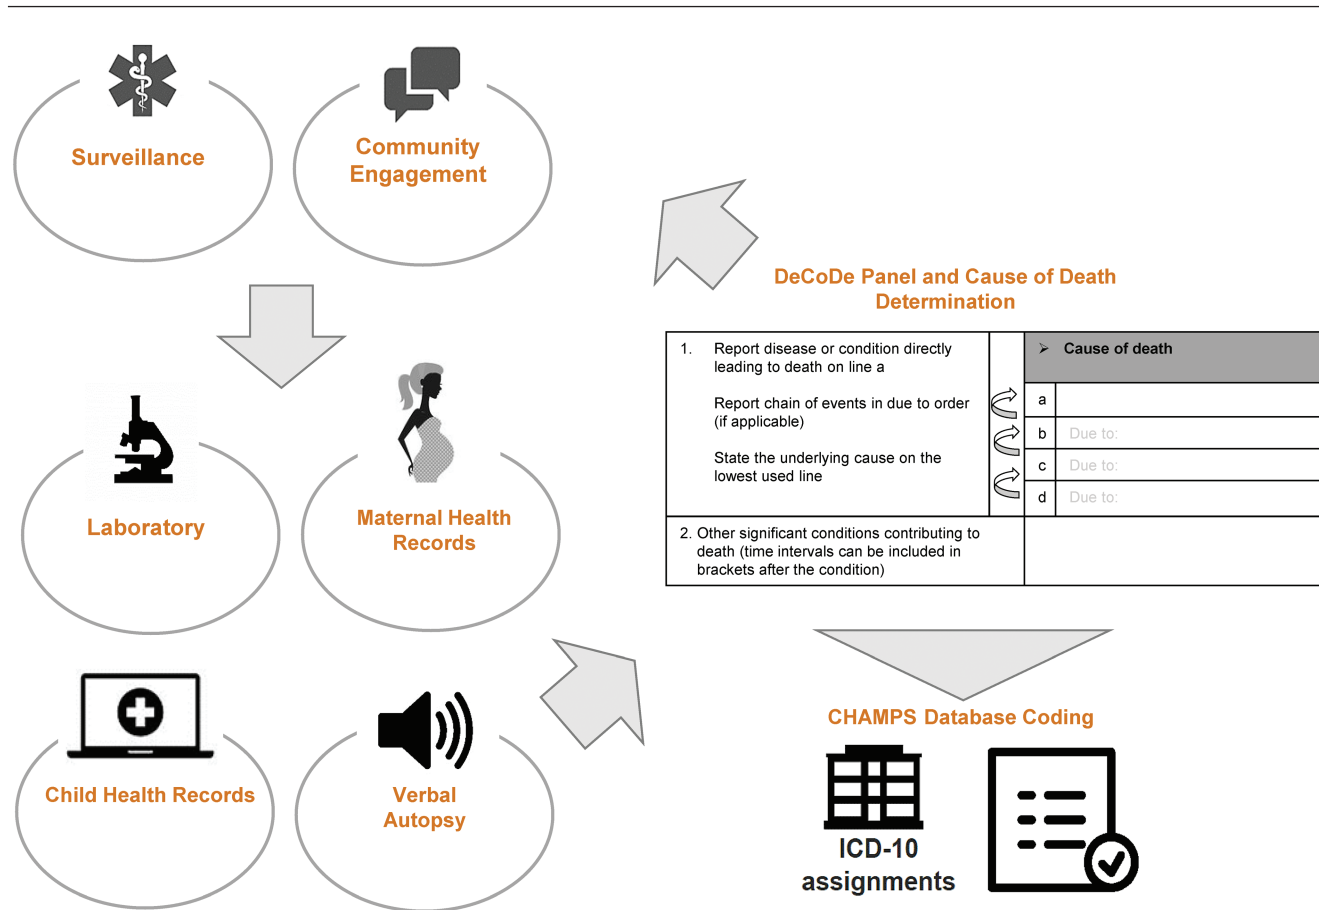 Surveillance
Community
Engagement
Laboratory
Maternal Health
Records
Child Health Records
Verbal
Autopsy
DeCoDe Panel and Cause of Death
Determination
1. Report disease or condition directly
leading to death on line a
Report chain of events in due to order
(if applicable)
State the underlying cause on the
lowest used line
➢ Cause of death
a
b Due to:
c Due to:
d Due to:
2. Other significant conditions contributing to
death (time intervals can be included in
brackets after the condition)
CHAMPS Database Coding
ICD-10
assignments